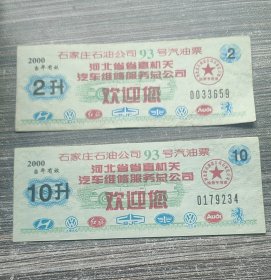 石家庄石油公司93号汽油票
2000
当年有效
河北省省直机关
2
2升
汽车维修服务总公司
欢迎您
0033659
Audi
石家庄石油公司93号汽油票
2000
当年有效
河北省省直机关
10
10升
汽车维修服务总公司
欢迎您
0179234
Audi